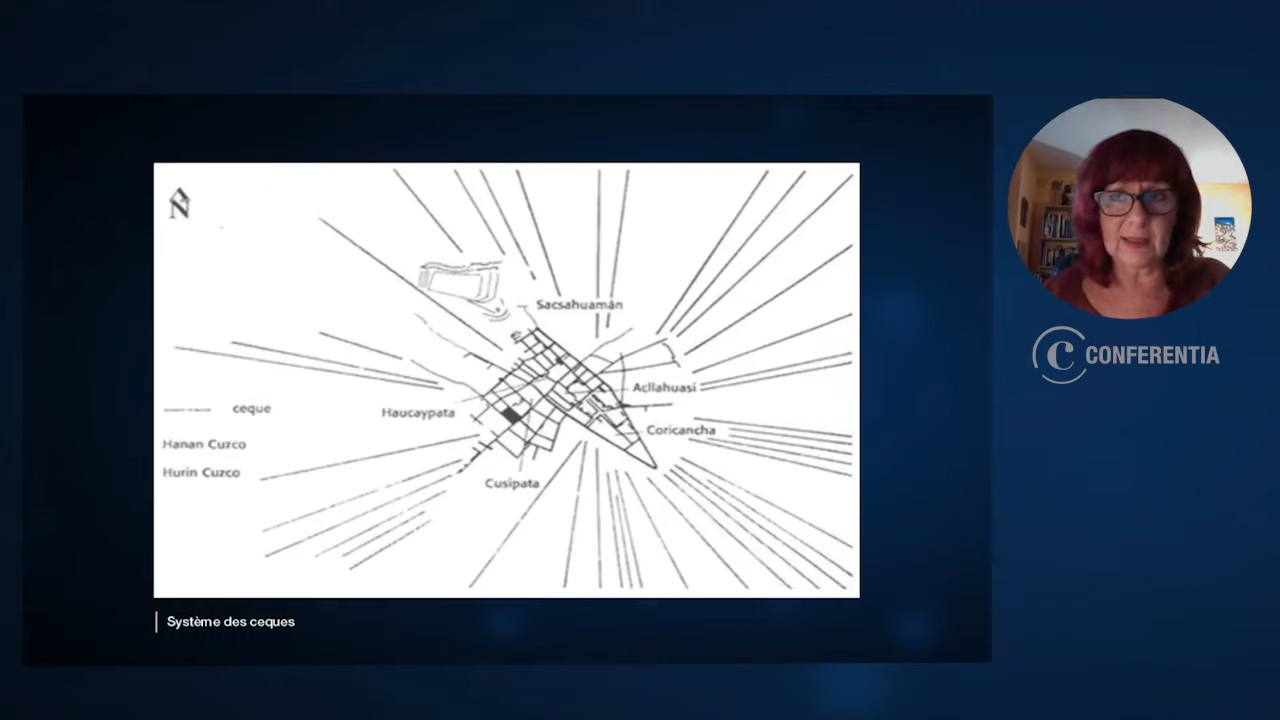 N
Sacsahuamán
Acllahuasi
ceque
Haucaypata
Coricancha
Hanan Cuzco
Hurin Cuzco
Cusipata
Système des ceques
C CONFERENTIA